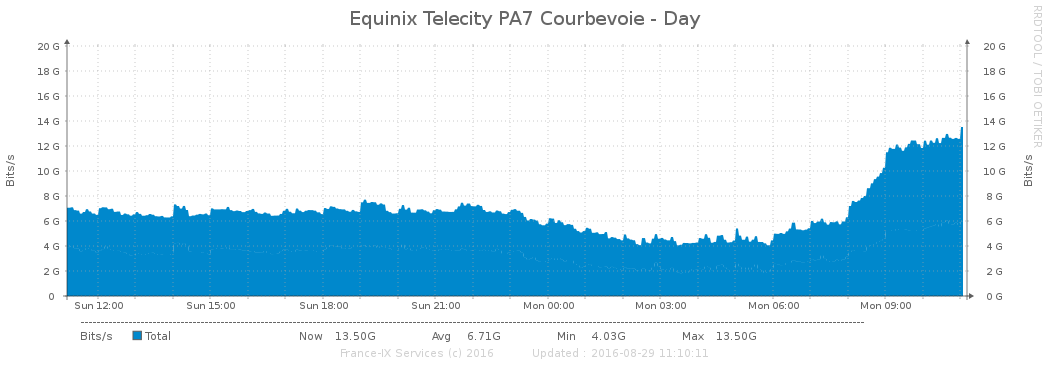 Equinix Telecity PA7 Courbevoie - Day
RRDTOOL / TOBI OETIKER
Bits/s
20 G 20 G
18 G 18 G
16 G 16 G
14 G 14 G
12 G 12 G
10 G 10 G
8 G 8 G
6 G 6 G
4 G 4 G
2 G 2 G
0 0 G
Bits/s
Sun 12:00 Sun 15:00 Sun 18:00 Sun 21:00 Mon 00:00 Mon 03:00 Mon 06:00 Mon 09:00
Bits/s Total Now 13.50G Avg 6.71G Min 4.03G Max 13.50G
France-IX Services (c) 2016 Updated : 2016-08-29 11:10:11